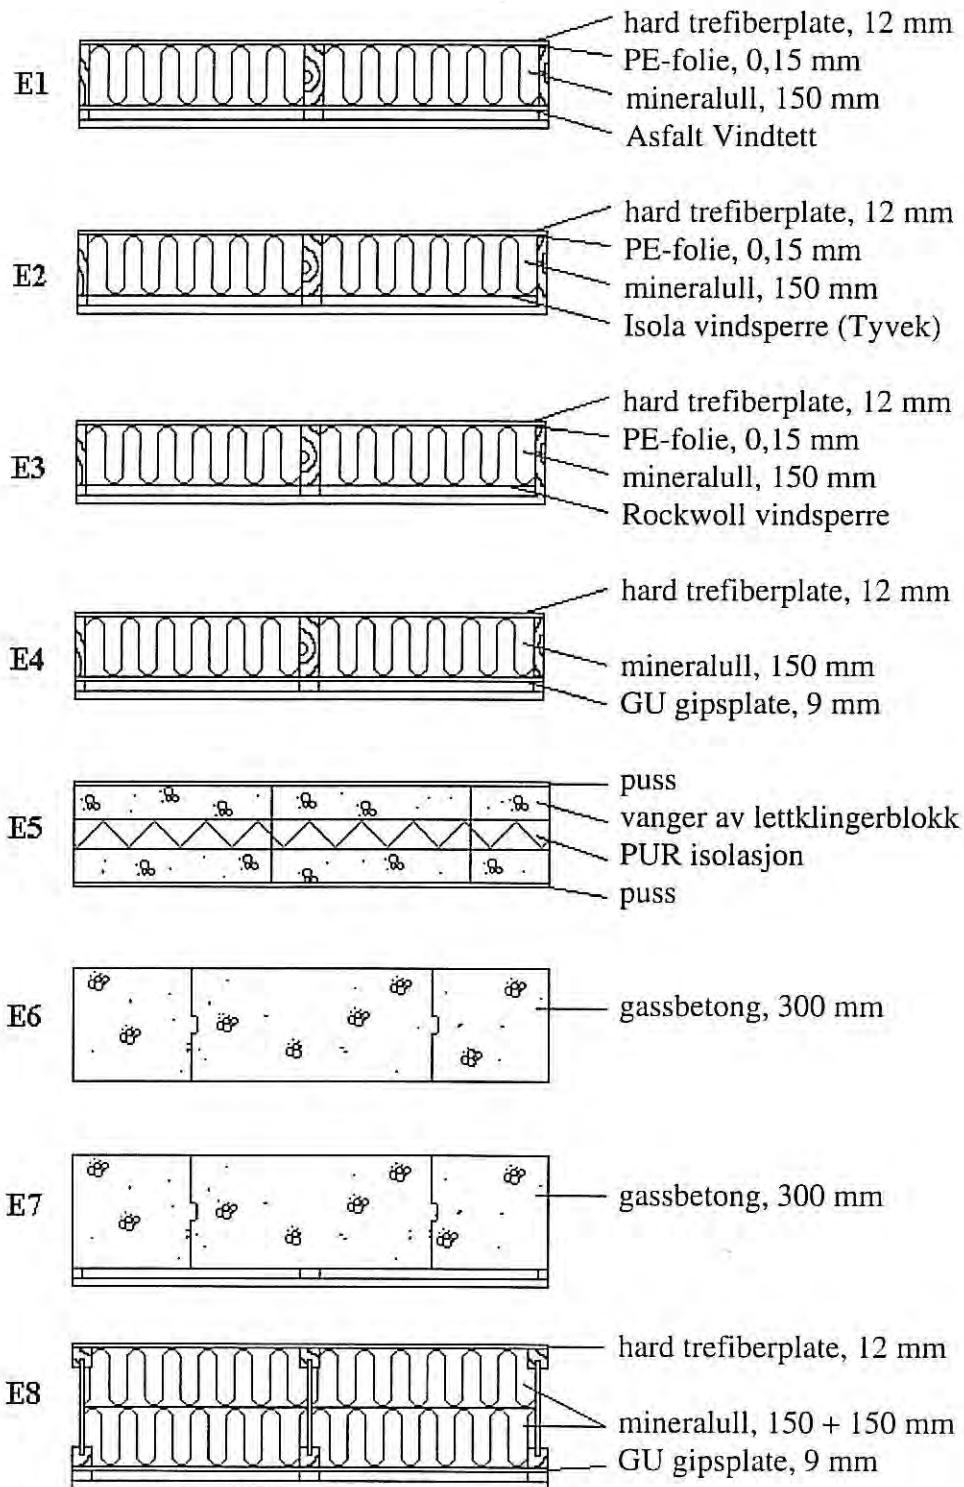 E1
hard trefiberplate, 12 mm
PE-folie, 0,15 mm
mineralull, 150 mm
Asfalt Vindtett
E2
hard trefiberplate, 12 mm
PE-folie, 0,15 mm
mineralull, 150 mm
Isola vindsperre (Tyvek)
E3
hard trefiberplate, 12 mm
PE-folie, 0,15 mm
mineralull, 150 mm
Rockwoll vindsperre
E4
hard trefiberplate, 12 mm
mineralull, 150 mm
GU gipsplate, 9 mm
E5
puss
vanger av lettklingerblokk
PUR isolasjon
puss
E6
gassbetong, 300 mm
E7
gassbetong, 300 mm
E8
hard trefiberplate, 12 mm
mineralull, 150 + 150 mm
GU gipsplate, 9 mm